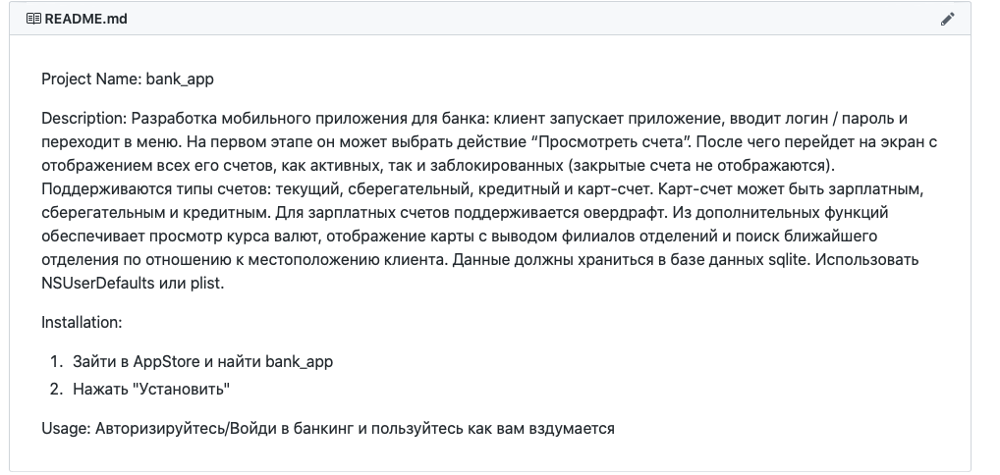 README.md
Project Name: bank_app
Description: Разработка мобильного приложения для банка: клиент запускает приложение, вводит логин / пароль и
переходит в меню. На первом этапе он может выбрать действие “Просмотреть счета”. После чего перейдет на экран с
отображением всех его счетов, как активных, так и заблокированных (закрытые счета не отображаются).
Поддерживаются типы счетов: текущий, сберегательный, кредитный и карт-счет. Карт-счет может быть зарплатным,
сберегательным и кредитным. Для зарплатных счетов поддерживается овердрафт. Из дополнительных функций
обеспечивает просмотр курса валют, отображение карты с выводом филиалов отделений и поиск ближайшего
отделения по отношению к местоположению клиента. Данные должны храниться в базе данных sqlite. Использовать
NSUserDefaults или plist.
Installation:
1. Зайти в AppStore и найти bank_app
2. Нажать "Установить"
Usage: Авторизируйтесь/Войди в банкинг и пользуйтесь как вам вздумается